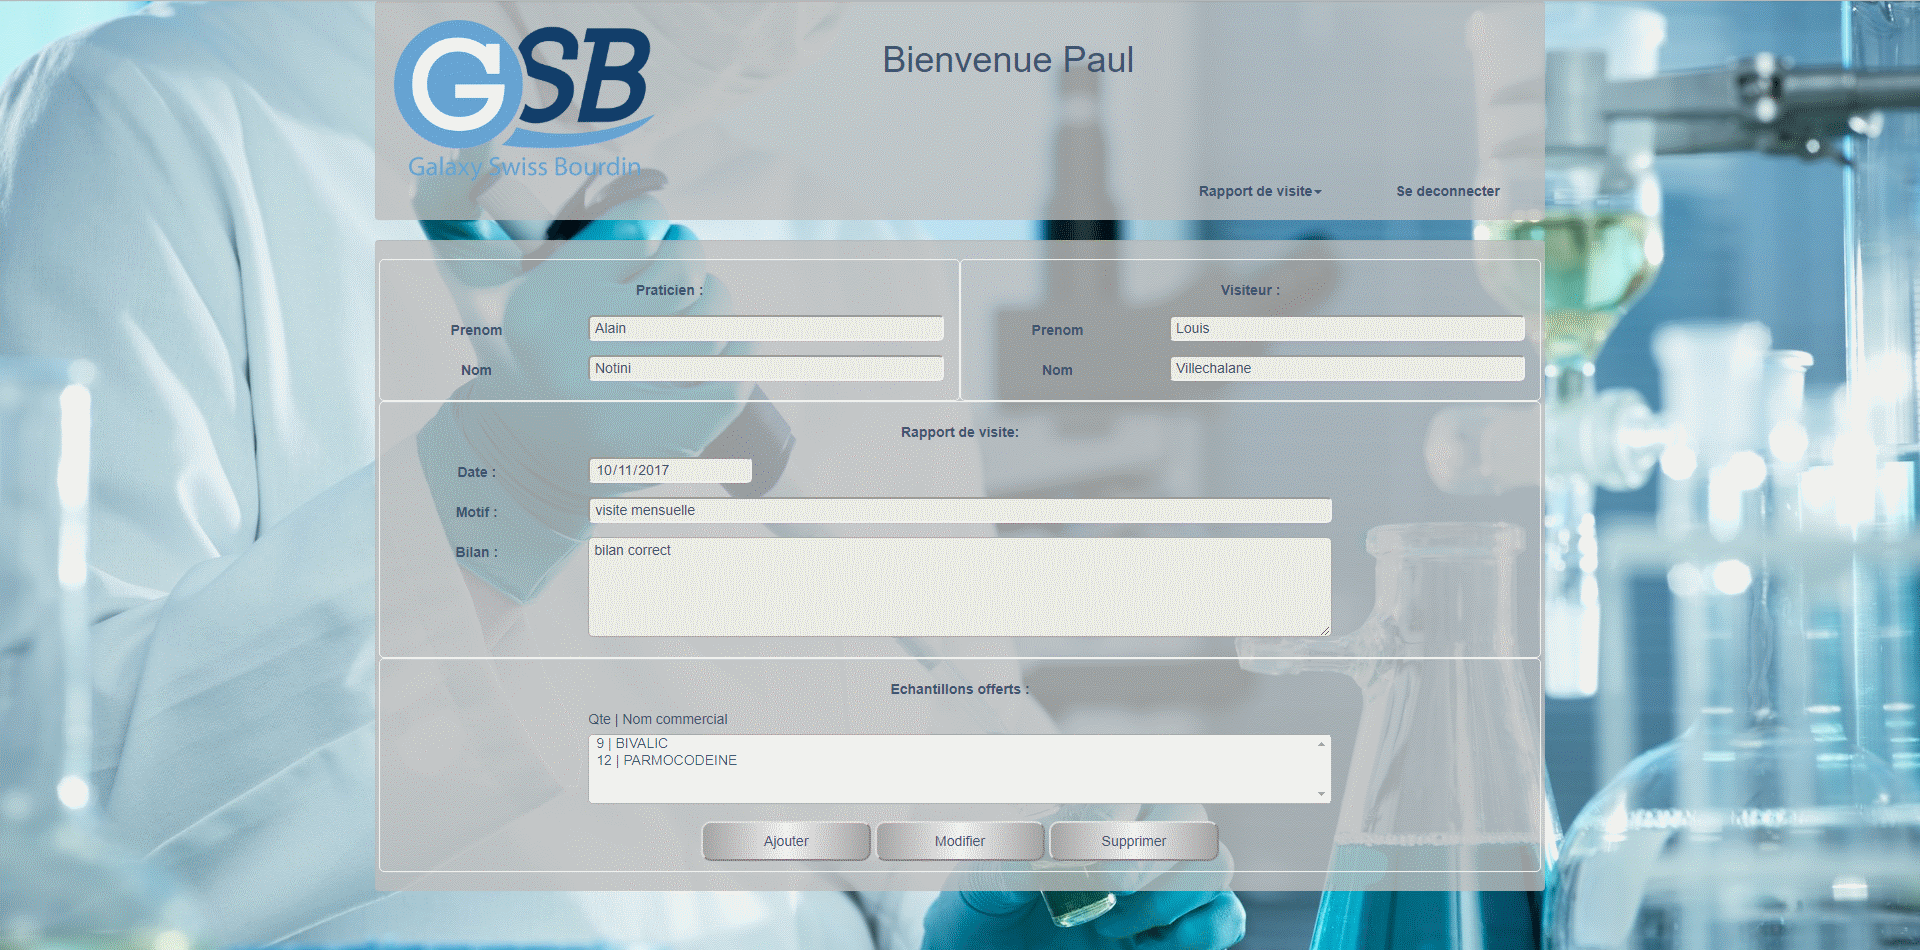 GSB
Galaxy Swiss Bourdin
Bienvenue Paul
Rapport de visite
Se deconnecter
Praticien :
Prenom
Alain
Nom
Notini
Visiteur :
Prenom
Louis
Nom
Villechalane
Rapport de visite:
Date :
10/11/2017
Motif :
visite mensuelle
Bilan :
bilan correct
Echantillons offerts :
Qte | Nom commercial
9 | BIVALIC
12 | PARMOCODEINE
Ajouter
Modifier
Supprimer